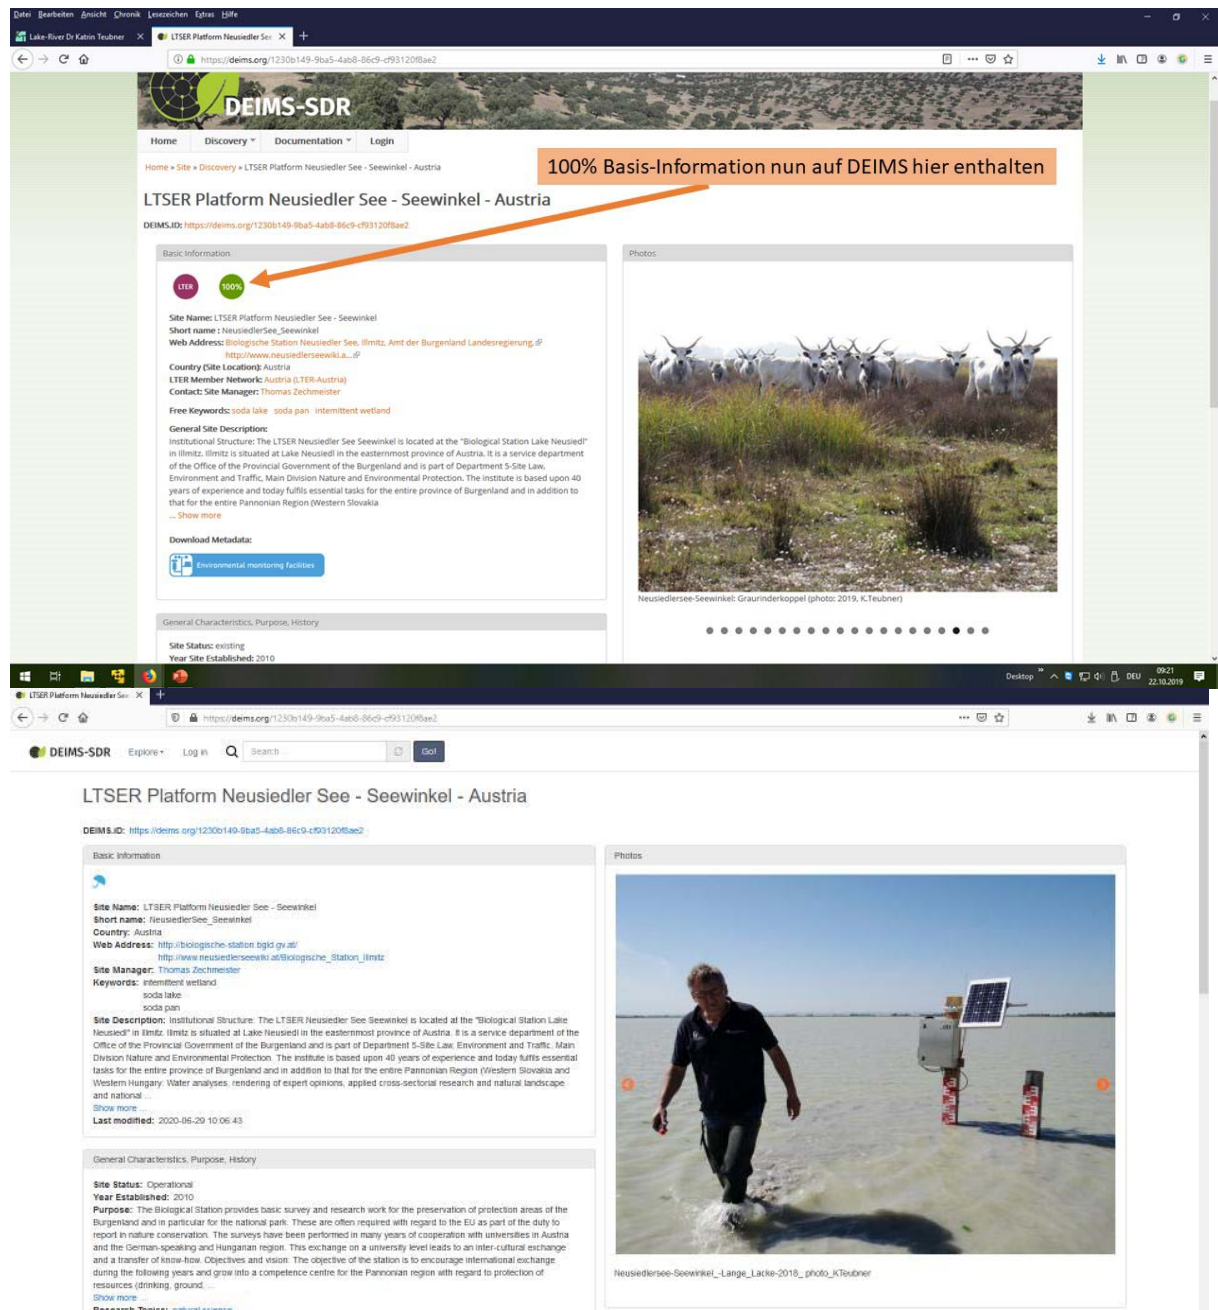 Datei Bearbeiten Ansicht Chronik Lesezeichen Extras Hilfe
Lake-River Dr Katrin Teubner × LTSER Platform Neusiedler See × +
https://deims.org/1230b149-9ba5-4ab8-86c9-cf93120f8ae2
DEIMS-SDR
Home Discovery Documentation Login
Home » Site » Discovery » LTSER Platform Neusiedler See - Seewinkel - Austria
100% Basis-Information nun auf DEIMS hier enthalten
LTSER Platform Neusiedler See - Seewinkel - Austria
DEIMS.ID: https://deims.org/1230b149-9ba5-4ab8-86c9-cf93120f8ae2
Basic Information
LTER 100%
Site Name: LTSER Platform Neusiedler See - Seewinkel
Short name : NeusiedlerSee_Seewinkel
Web Address: Biologische Station Neusiedler See, Illmitz, Amt der Burgenland Landesregierung,
http://www.neusiedlerseewiki.a...
Country (Site Location): Austria
LTER Member Network: Austria (LTER-Austria)
Contact: Site Manager: Thomas Zechmeister
Free Keywords: soda lake soda pan intemittent wetland
General Site Description:
Institutional Structure: The LTSER Neusiedler See Seewinkel is located at the "Biological Station Lake Neusiedl"
in Illmitz. Illmitz is situated at Lake Neusiedl in the easternmost province of Austria. It is a service department
of the Office of the Provincial Government of the Burgenland and is part of Department 5-Site Law,
Environment and Traffic, Main Division Nature and Environmental Protection. The institute is based upon 40
years of experience and today fulfils essential tasks for the entire province of Burgenland and in addition to
that for the entire Pannonian Region (Western Slovakia
... Show more
Download Metadata:
Environmental monitoring facilities
Photos
Neusiedlersee-Seewinkel: Graurinderkoppel (photo: 2019, K.Teubner)
General Characteristics, Purpose, History
Site Status: existing
Year Site Established: 2010
Desktop » DEU 09:21
22.10.2019
LTSER Platform Neusiedler See × +
https://deims.org/1230b149-9ba5-4ab8-86c9-cf93120f8ae2
DEIMS-SDR Explore Log in Search ... Go!
LTSER Platform Neusiedler See - Seewinkel - Austria
DEIMS.iD: https://deims.org/1230b149-9ba5-4ab8-86c9-cf93120f8ae2
Basic Information
Site Name: LTSER Platform Neusiedler See - Seewinkel
Short name: NeusiedlerSee_Seewinkel
Country: Austria
Web Address: http://biologische-station.bgld.gv.at/
http://www.neusiedlerseewiki.at/Biologische_Station_Illmitz
Site Manager: Thomas Zechmeister
Keywords: intemittent wetland
soda lake
soda pan
Site Description: Institutional Structure: The LTSER Neusiedler See Seewinkel is located at the "Biological Station Lake
Neusiedl" in Illmitz. Illmitz is situated at Lake Neusiedl in the easternmost province of Austria. It is a service department of the
Office of the Provincial Government of the Burgenland and is part of Department 5-Site Law, Environment and Traffic, Main
Division Nature and Environmental Protection. The institute is based upon 40 years of experience and today fulfils essential
tasks for the entire province of Burgenland and in addition to that for the entire Pannonian Region (Western Slovakia and
Western Hungary: Water analyses, rendering of expert opinions, applied cross-sectorial research and natural landscape
and national ...
Show more ...
Last modified: 2020-06-29 10:06:43
Photos
Neusiedlersee-Seewinkel_-Lange_Lacke-2018_ photo_KTeubner
General Characteristics, Purpose, History
Site Status: Operational
Year Established: 2010
Purpose: The Biological Station provides basic survey and research work for the preservation of protection areas of the
Burgenland and in particular for the national park. These are often required with regard to the EU as part of the duty to
report in nature conservation. The surveys have been performed in many years of cooperation with universities in Austria
and the German-speaking and Hungarian region. This exchange on a university level leads to an inter-cultural exchange
and a transfer of know-how. Objectives and vision: The objective of the station is to encourage international exchange
during the following years and grow into a competence centre for the Pannonian region with regard to protection of
resources (drinking, ground, ...
Show more ...
Research Topics: natural science